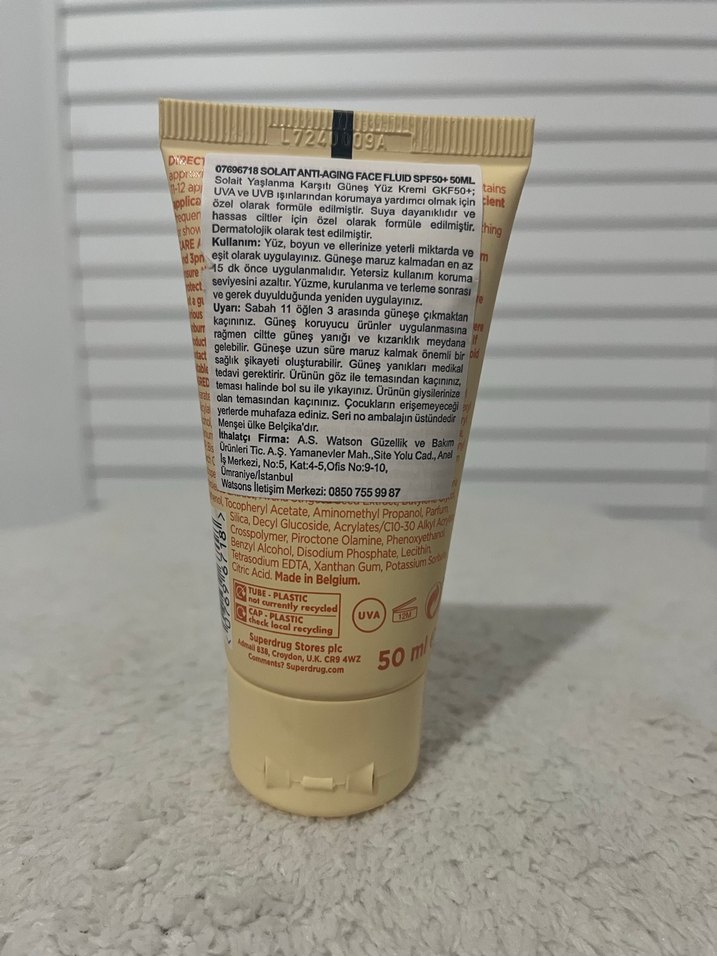 07696718 SOLAIT ANTI-AGING FACE FLUID SPF50+ 50ML
Solait Yaşlanma Karşıtı Güneş Yüz Kremi GKF50+;
UVA ve UVB ışınlarından korumaya yardımcı olmak için
özel olarak formüle edilmiştir. Suya dayanıklıdır ve
hassas ciltler için özel olarak formüle edilmiştir.
Dermatolojik olarak test edilmiştir.
Kullanım: Yüz, boyun ve ellerinize yeterli miktarda ve
eşit olarak uygulayınız. Güneşe maruz kalmadan en az
15 dk önce uygulanmalıdır. Yetersiz kullanım koruma
seviyesini azaltır. Yüzme, kurulanma ve terleme sonrası
ve gerek duyulduğunda yeniden uygulayınız.
Uyarı: Sabah 11 öğlen 3 arasında güneşe çıkmaktan
kaçınınız. Güneş koruyucu ürünler uygulanmasına
rağmen ciltte güneş yanığı ve kızarıklık meydana
gelebilir. Güneşe uzun süre maruz kalmak önemli bir
sağlık şikayeti oluşturabilir. Güneş yanıkları medikal
tedavi gerektirir. Ürünün göz ile temasından kaçınınız,
teması halinde bol su ile yıkayınız. Ürünün giysilerinize
olan temasından kaçınınız. Çocukların erişemeyeceği
yerlerde muhafaza ediniz. Seri no ambalajın üstündedir
Menşei ülke Belçika'dır.
İthalatçı Firma: A.S. Watson Güzellik ve Bakım
Ürünleri Tic. A.Ş. Yamanevler Mah.,Site Yolu Cad., Anel
İş Merkezi, No:5, Kat:4-5,Ofis No:9-10,
Ümraniye/İstanbul
Watsons İletişim Merkezi: 0850 755 99 87
Tocopheryl Acetate, Aminomethyl Propanol, Parfum,
Silica, Decyl Glucoside, Acrylates/C10-30 Alkyl
Crosspolymer, Piroctone Olamine, Phenoxyethanol
Benzyl Alcohol, Disodium Phosphate, Lecithin,
Tetrasodium EDTA, Xanthan Gum, Potassium
Citric Acid. Made in Belgium.
TUBE - PLASTIC
not currently recycled
CAP - PLASTIC
check local recycling
UVA
12M
Superdrug Stores plc
Admail 838, Croydon, U.K. CR9 4WZ
Comments? Superdrug.com
50 ml